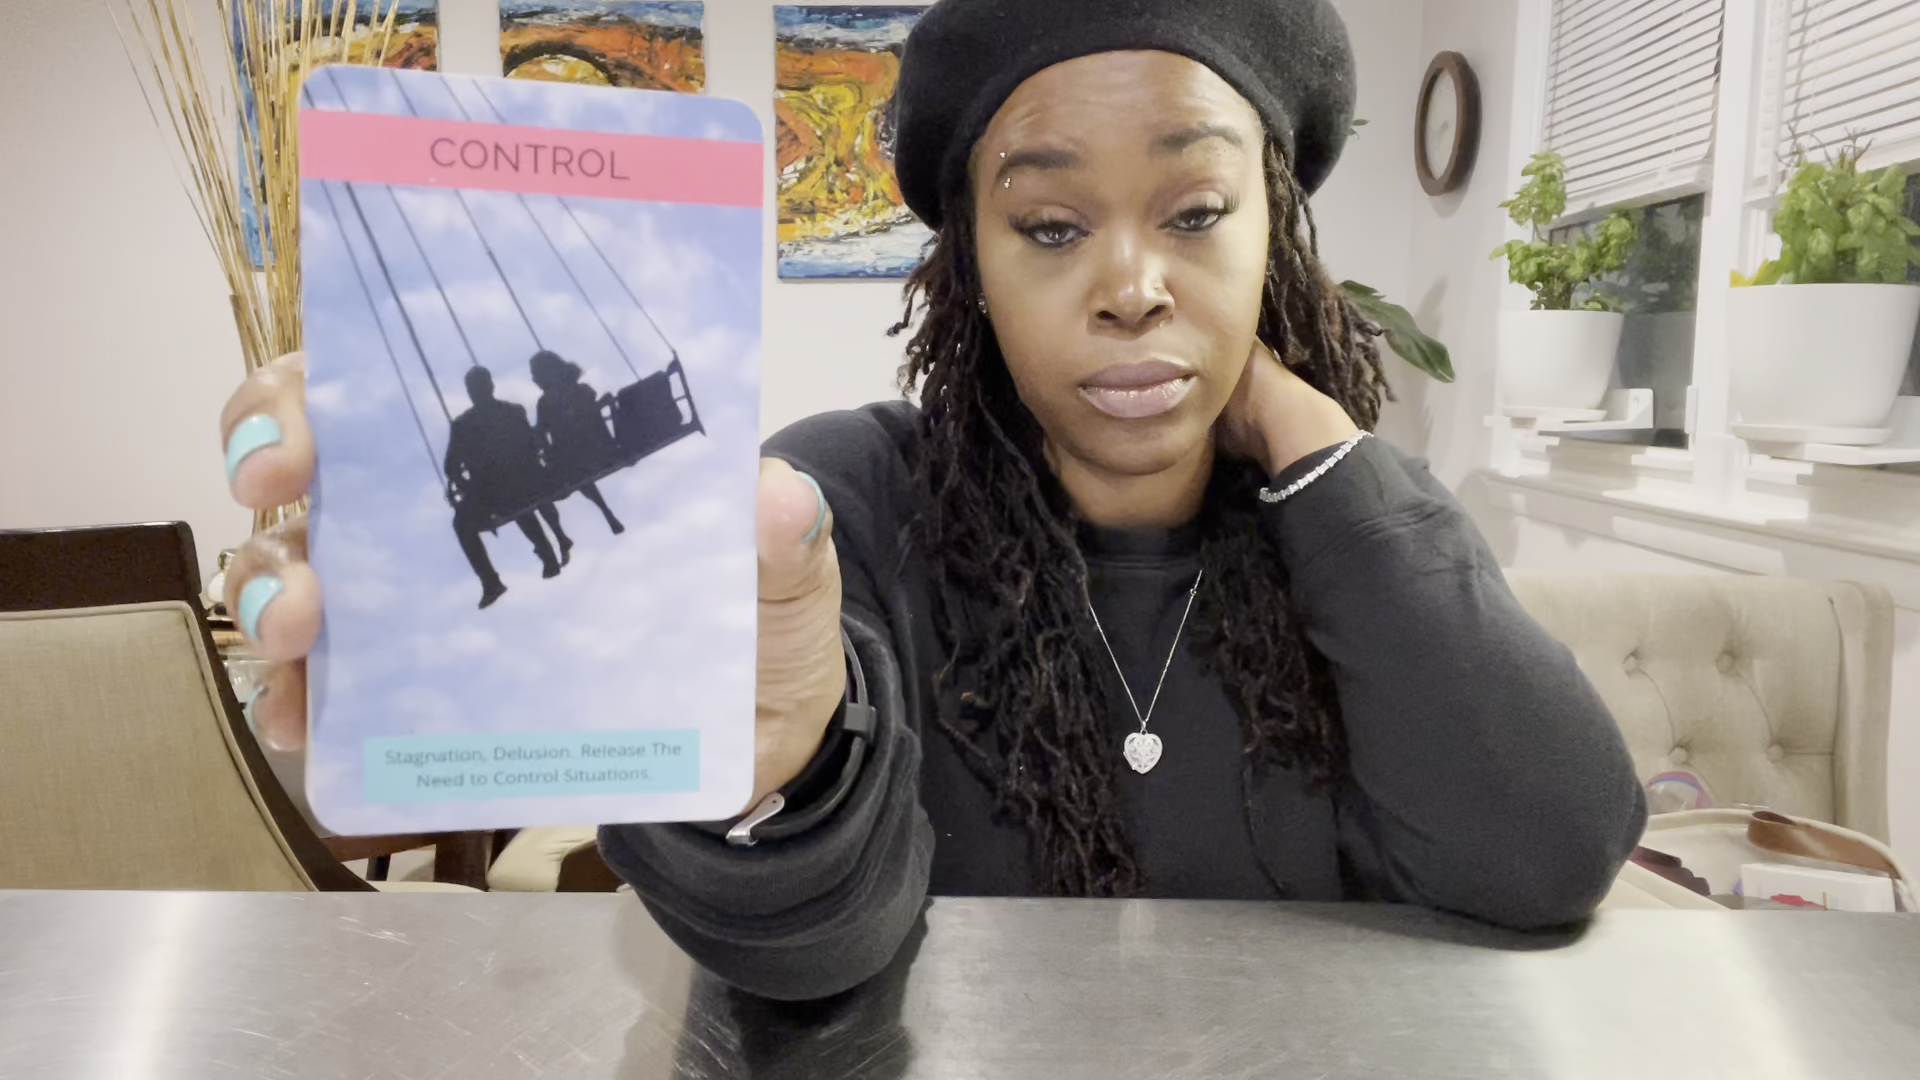 CONTROL
Stagnation, Delusion. Release The
Need to Control Situations.